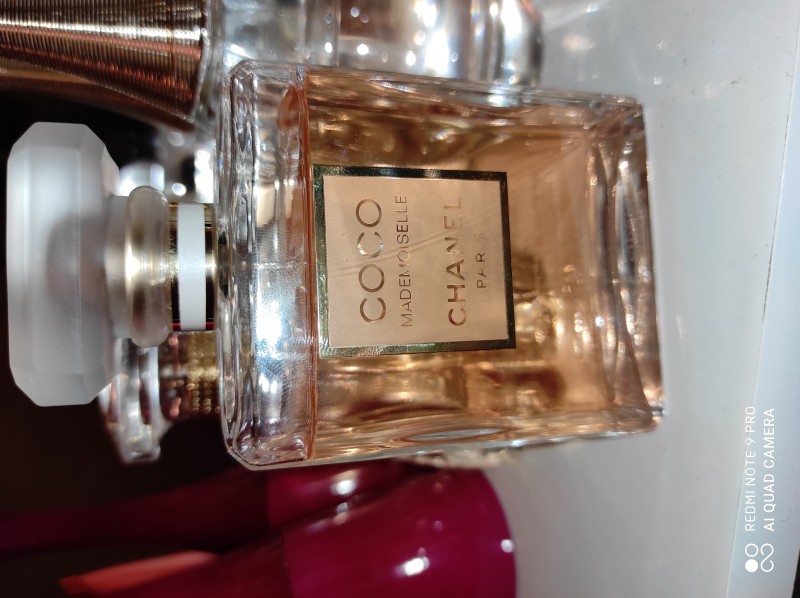 COCO
MADEMOISELLE
CHANEL
PARIS
REDMI NOTE 9 PRO
AI QUAD CAMERA